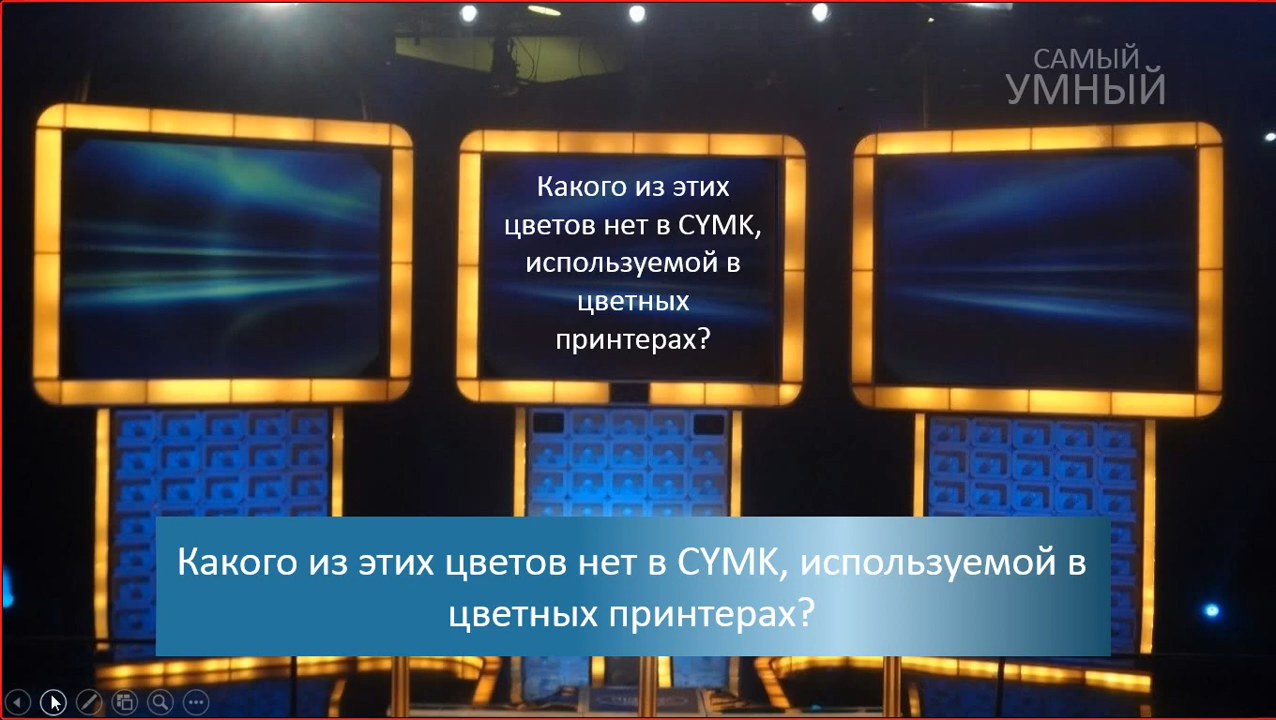 САМЫЙ
УМНЫЙ
Какого из этих
цветов нет в CYMK,
используемой в
цветных
принтерах?
Какого из этих цветов нет в CYMK, используемой в
цветных принтерах?